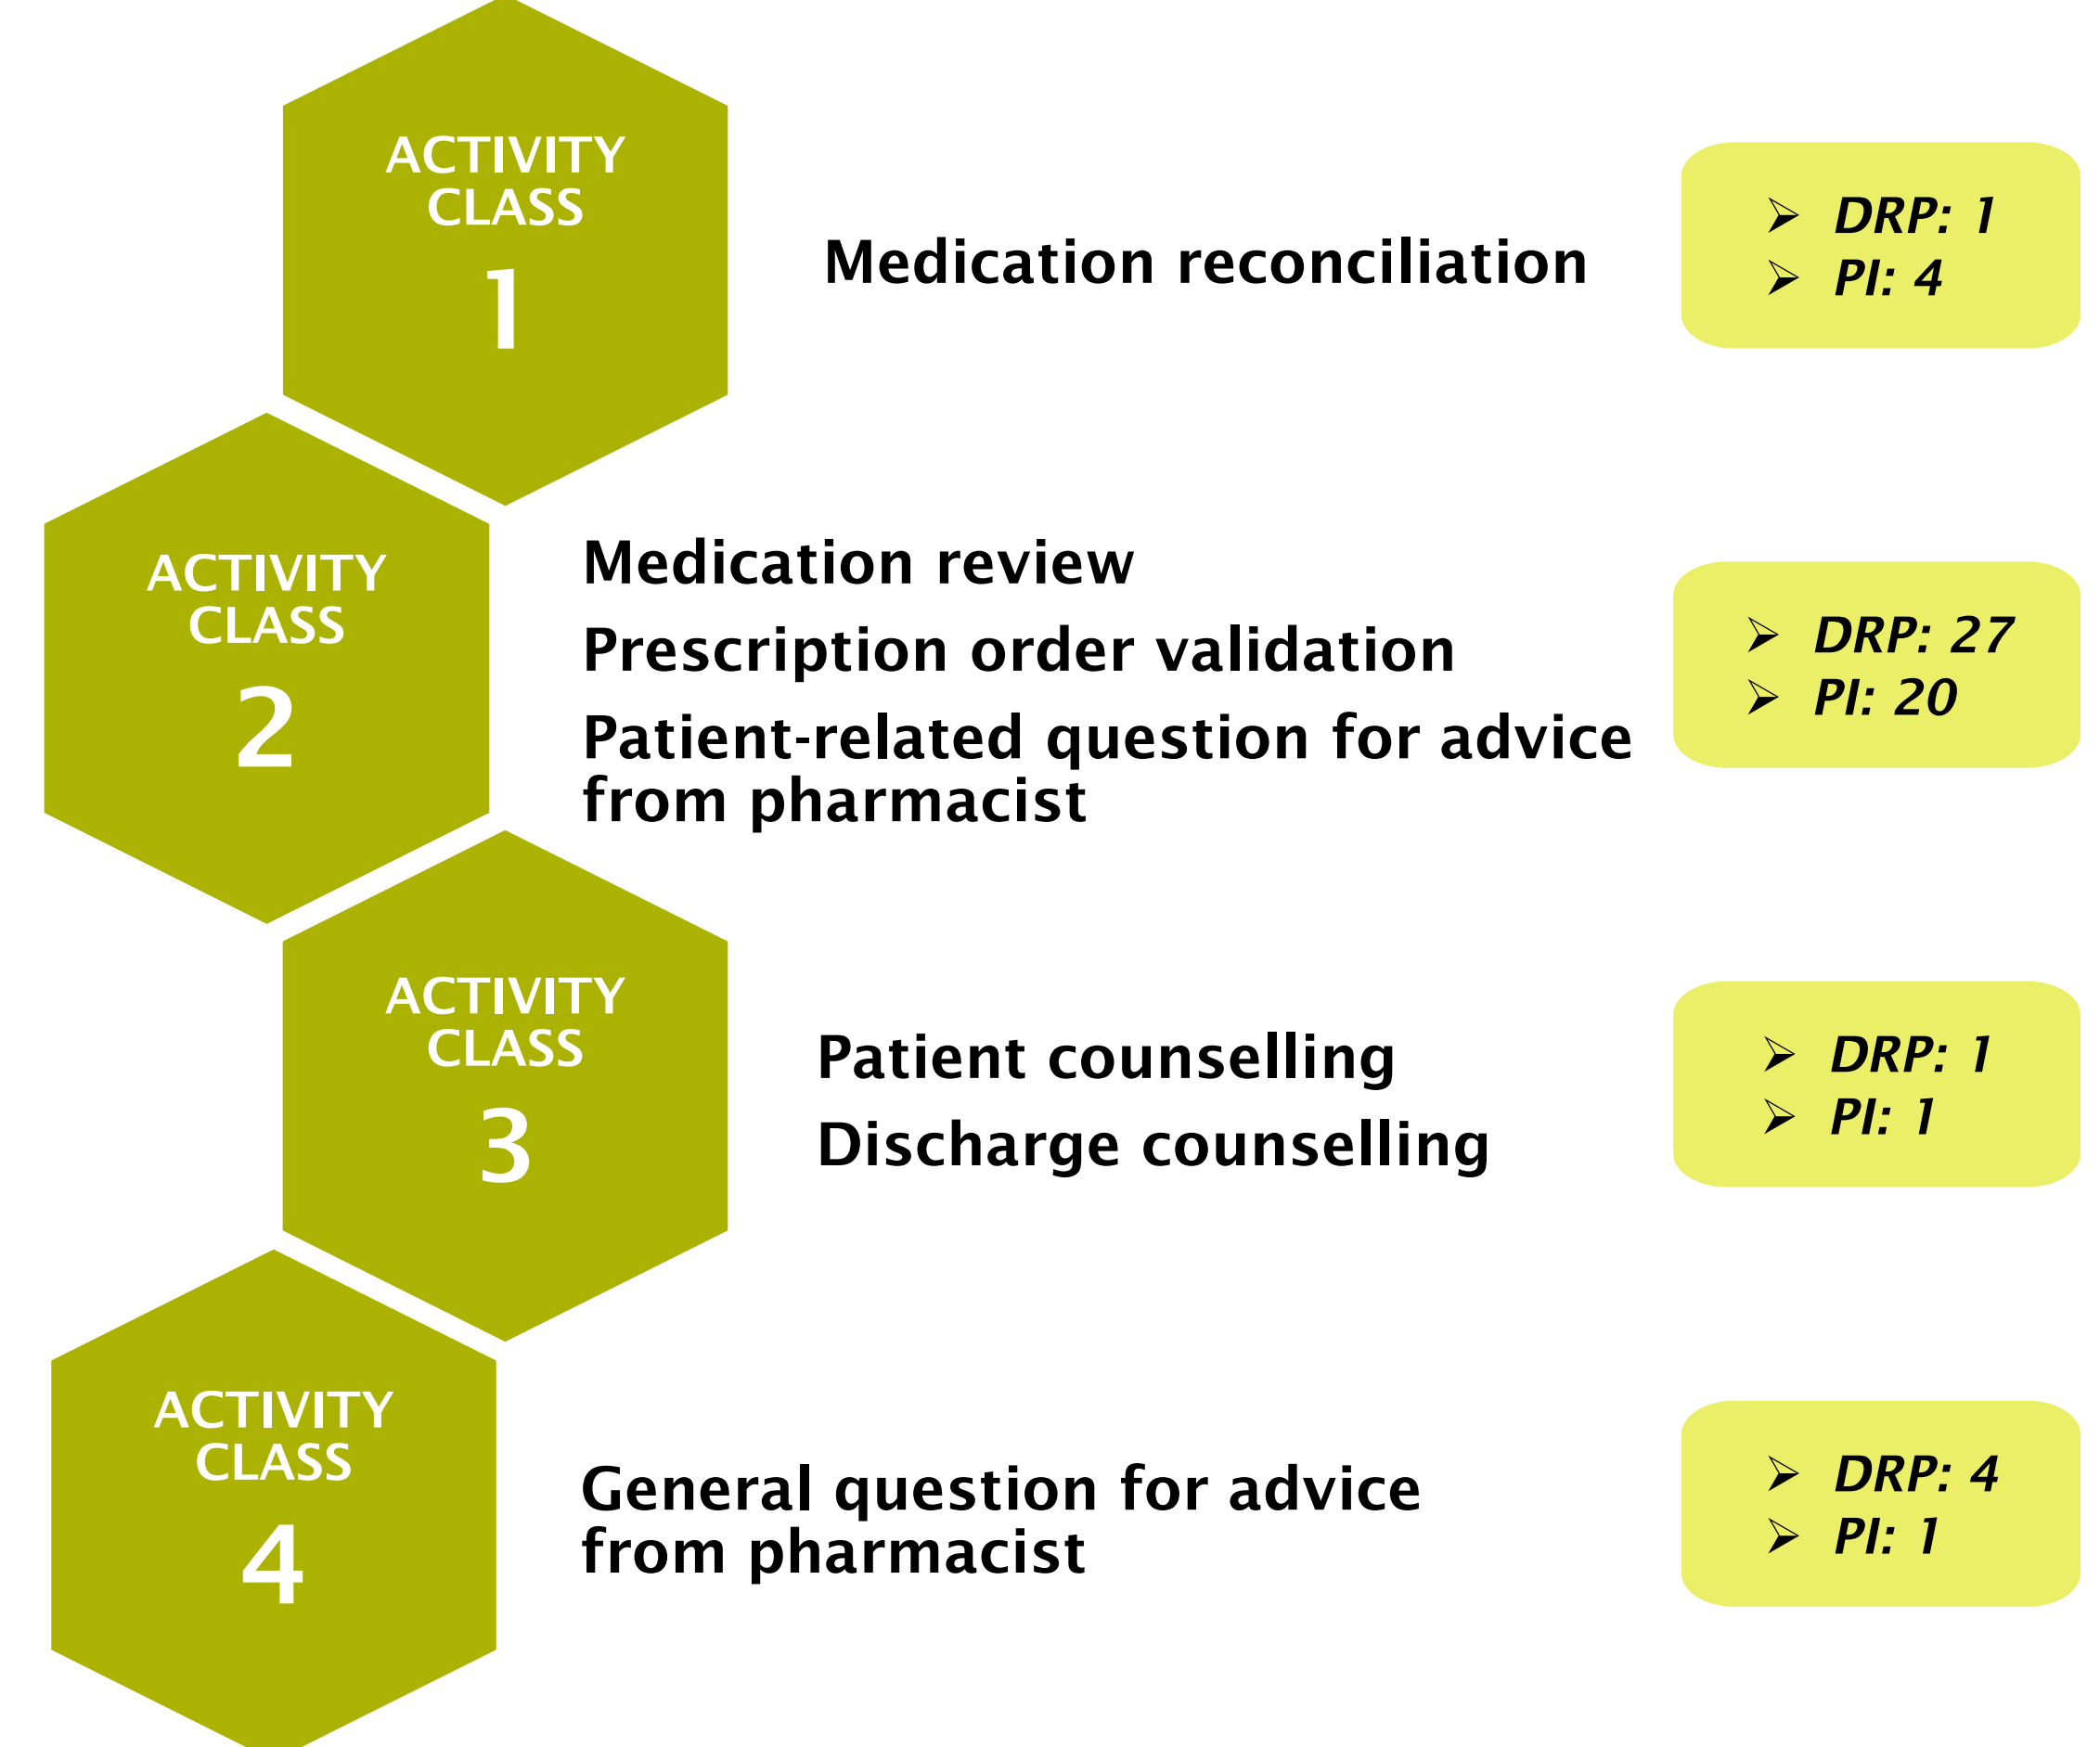 ACTIVITY
CLASS
1
Medication reconciliation
➢ DRP: 1
➢ PI: 4
ACTIVITY
CLASS
2
Medication review
Prescription order validation
Patient-related question for advice
from pharmacist
➢ DRP: 27
➢ PI: 20
ACTIVITY
CLASS
3
Patient counselling
Discharge counselling
➢ DRP: 1
➢ PI: 1
ACTIVITY
CLASS
4
General question for advice
from pharmacist
➢ DRP: 4
➢ PI: 1